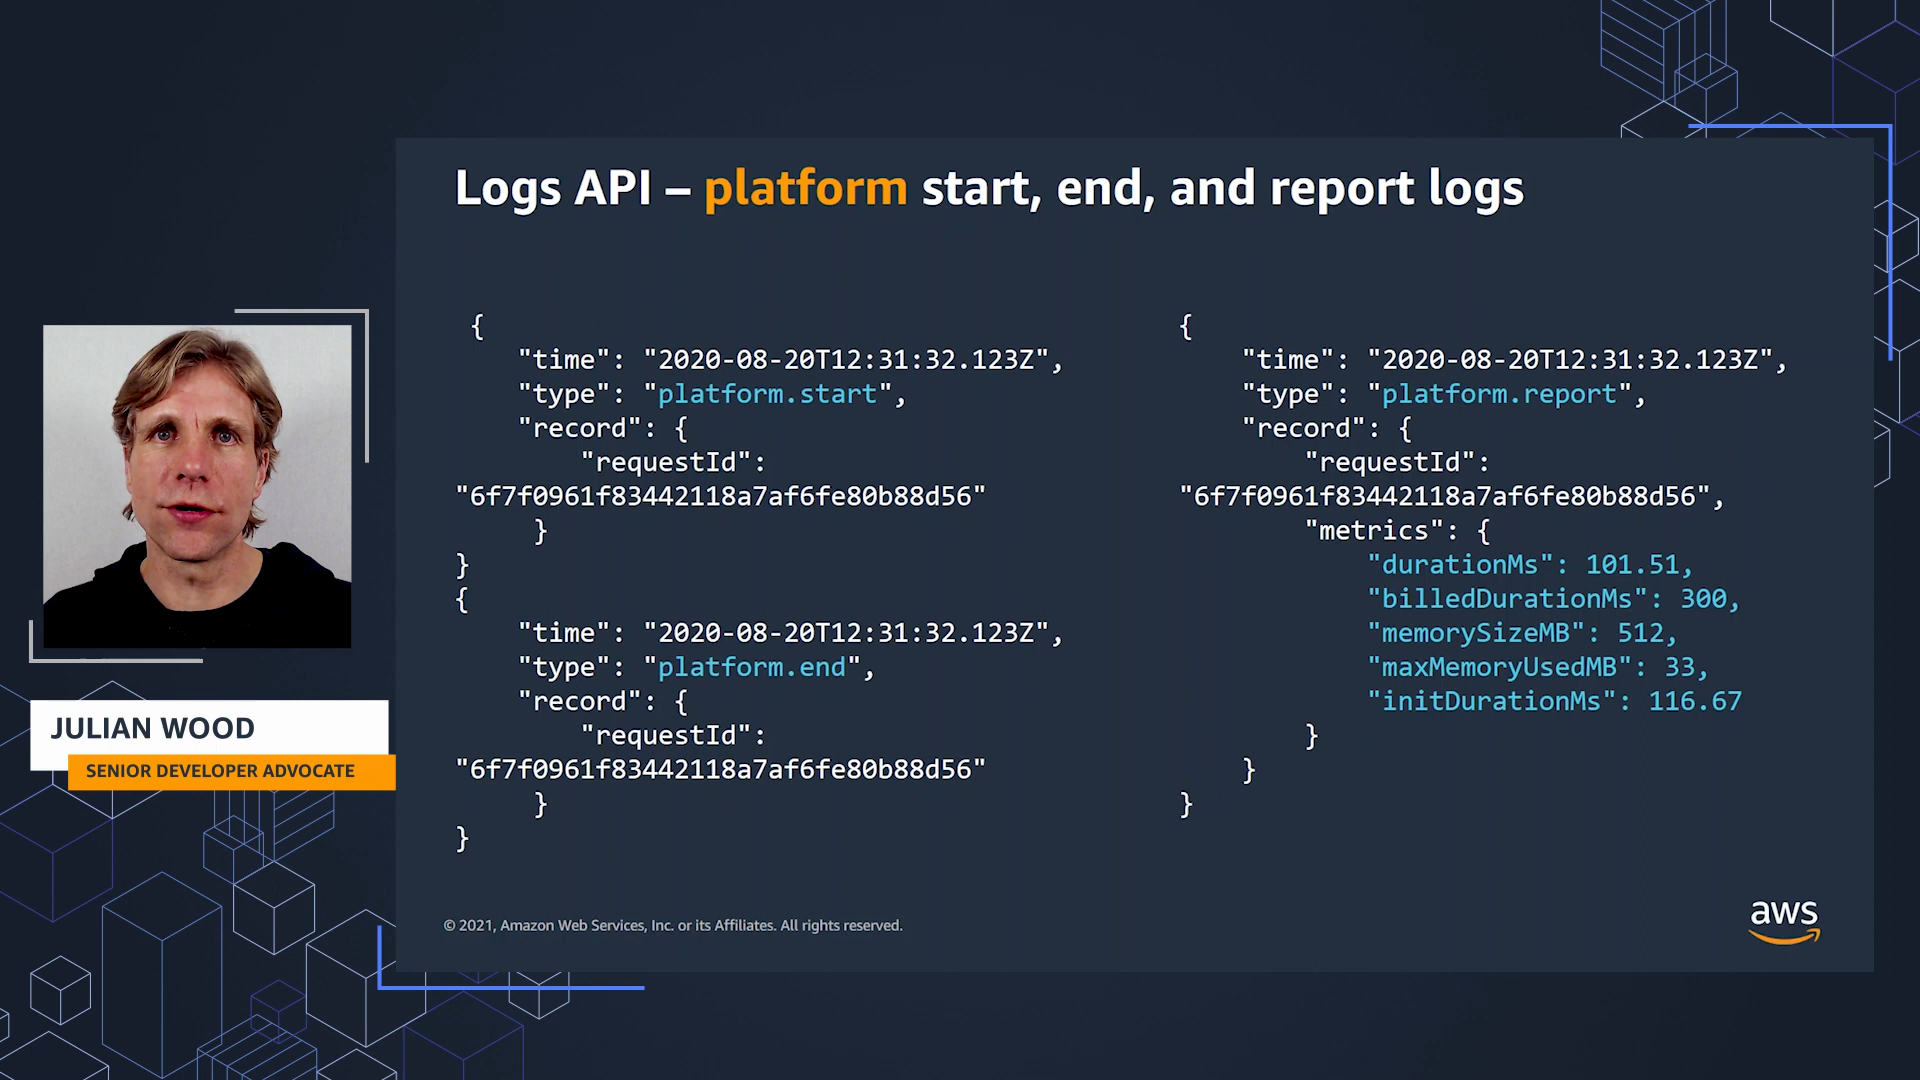 Logs API – platform start, end, and report logs
{
"time": "2020-08-20T12:31:32.123Z",
"type": "platform.start",
"record": {
"requestId":
"6f7f0961f83442118a7af6fe80b88d56"
}
}
{
"time": "2020-08-20T12:31:32.123Z",
"type": "platform.end",
"record": {
"requestId":
"6f7f0961f83442118a7af6fe80b88d56"
}
}
{
"time": "2020-08-20T12:31:32.123Z",
"type": "platform.report",
"record": {
"requestId":
"6f7f0961f83442118a7af6fe80b88d56",
"metrics": {
"durationMs": 101.51,
"billedDurationMs": 300,
"memorySizeMB": 512,
"maxMemoryUsedMB": 33,
"initDurationMs": 116.67
}
}
}
JULIAN WOOD
SENIOR DEVELOPER ADVOCATE
© 2021, Amazon Web Services, Inc. or its Affiliates. All rights reserved.
aws